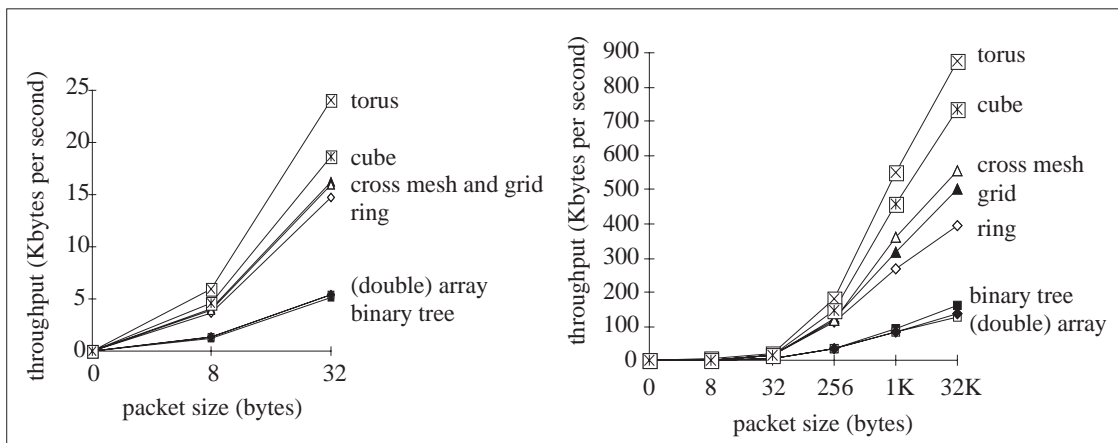 throughput (Kbytes per second)
25
20
15
10
5
0
0
8
32
packet size (bytes)
torus
cube
cross mesh and grid
ring
(double) array
binary tree
throughput (Kbytes per second)
900
800
700
600
500
400
300
200
100
0
0
8
32
256
1K
32K
packet size (bytes)
torus
cube
cross mesh
grid
ring
binary tree
(double) array